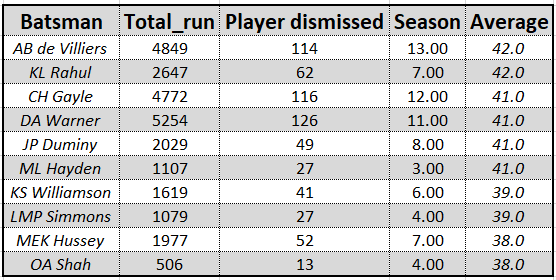 Batsman Total_run Player dismissed Season Average
AB de Villiers 4849 114 13.00 42.0
KL Rahul 2647 62 7.00 42.0
CH Gayle 4772 116 12.00 41.0
DA Warner 5254 126 11.00 41.0
JP Duminy 2029 49 8.00 41.0
ML Hayden 1107 27 3.00 41.0
KS Williamson 1619 41 6.00 39.0
LMP Simmons 1079 27 4.00 39.0
MEK Hussey 1977 52 7.00 38.0
OA Shah 506 13 4.00 38.0